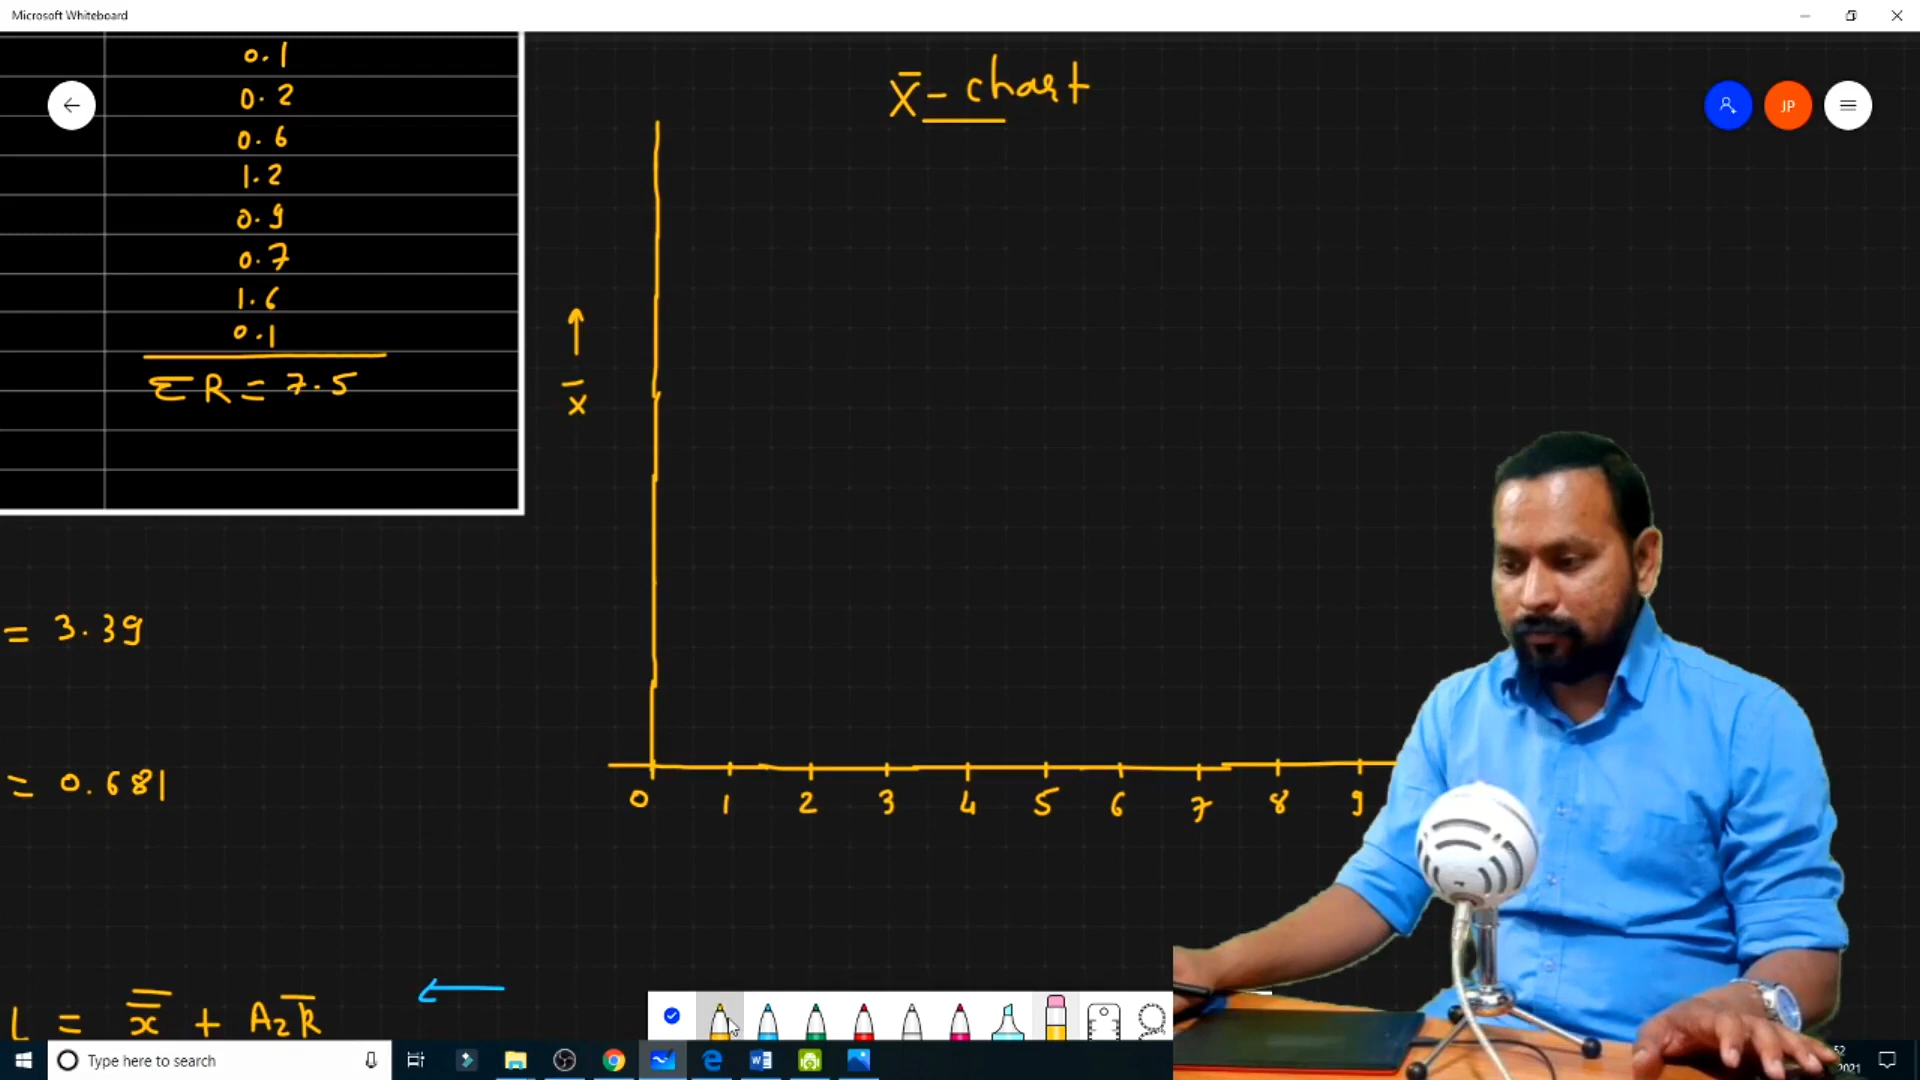 Microsoft Whiteboard
0.1
0.2
0.6
1.2
0.9
0.7
1.6
0.1
ΣR = 7.5
X̄ - chart
x̄
JP
0 1 2 3 4 5 6 7 8 9
= 3.39
= 0.681
L = x̿ + A₂R̄
Type here to search
52
2021